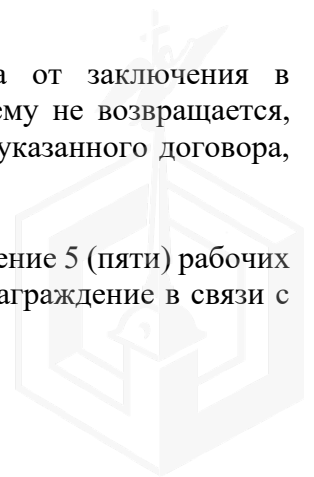 а от заключения в
ему не возвращается,
указанного договора,
ение 5 (пяти) рабочих
аграждение в связи с